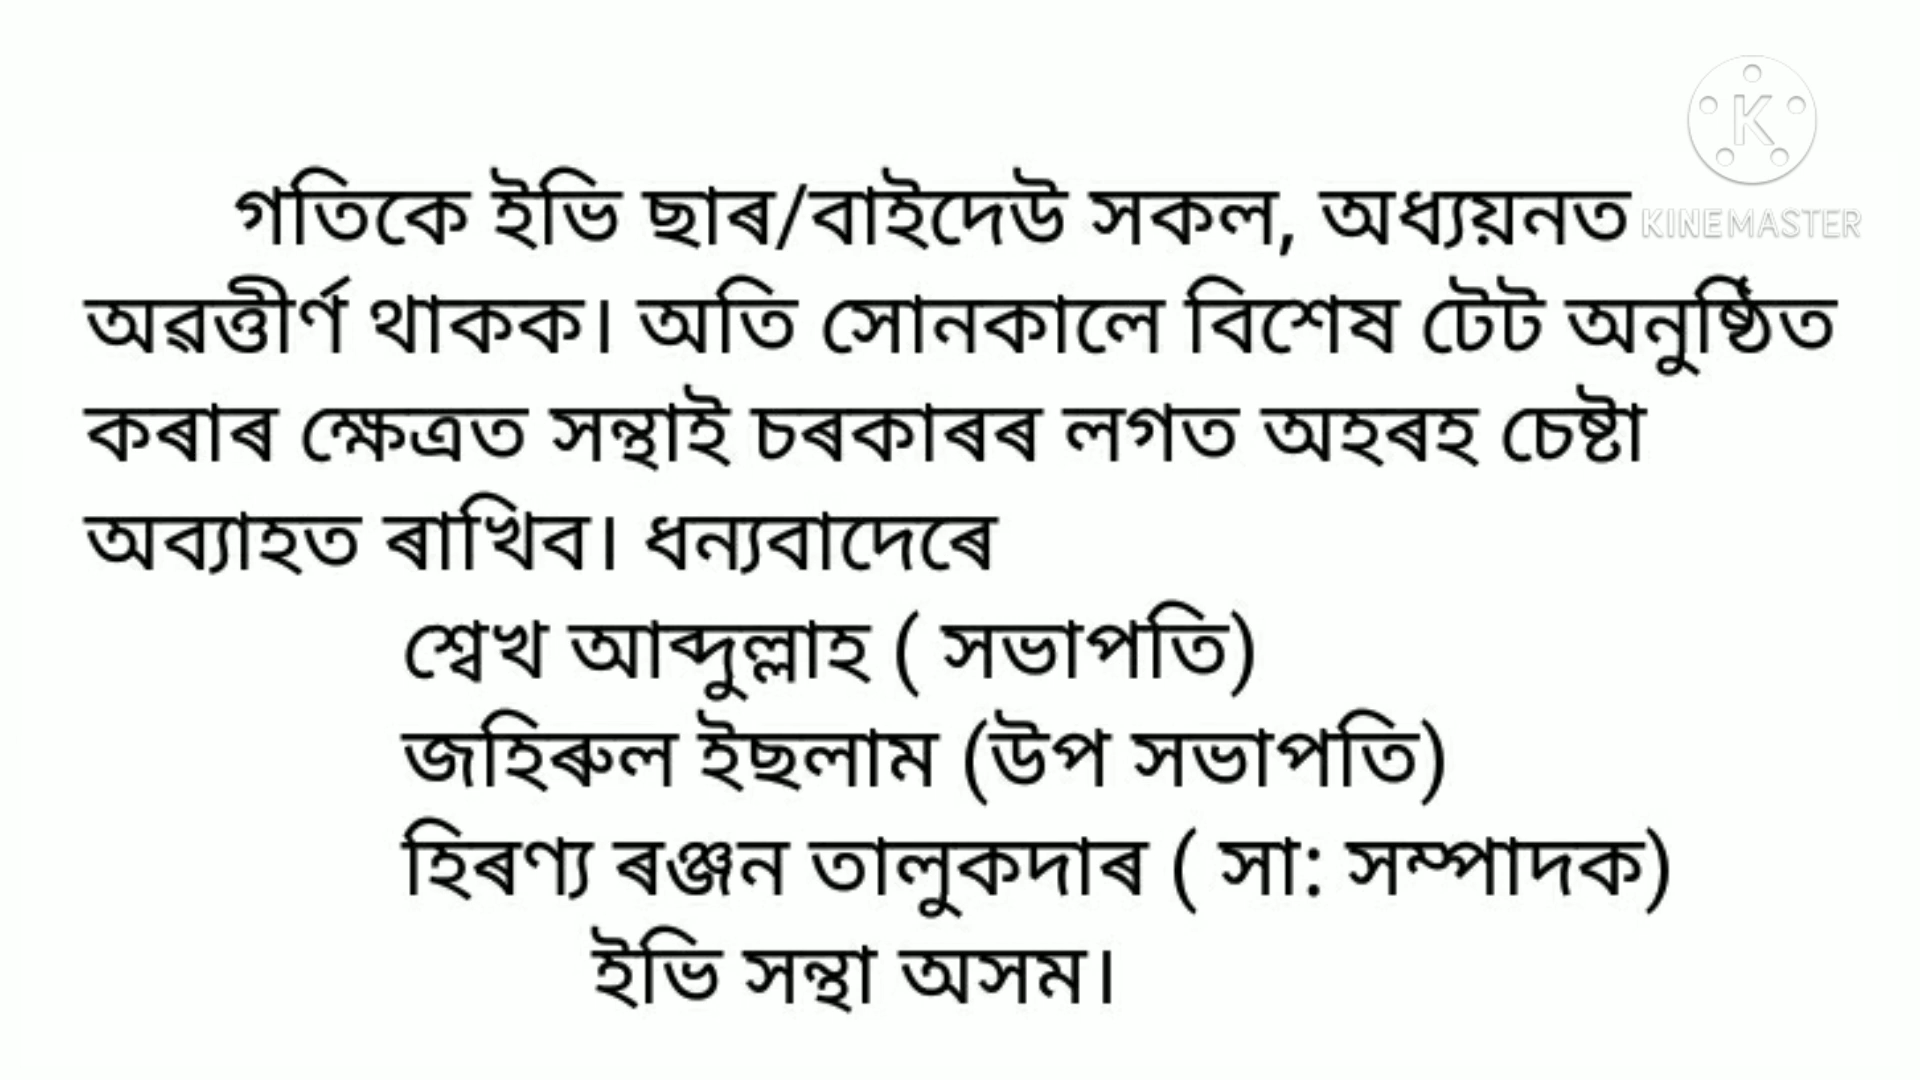 গতিকে ইভি ছাৰ/বাইদেউ সকল, অধ্যয়নত
অৱত্তীৰ্ণ থাকক। অতি সোনকালে বিশেষ টেট অনুষ্ঠিত
কৰাৰ ক্ষেত্ৰত সন্থাই চৰকাৰৰ লগত অহৰহ চেষ্টা
অব্যাহত ৰাখিব। ধন্যবাদেৰে
শ্বেখ আব্দুল্লাহ ( সভাপতি)
জহিৰুল ইছলাম (উপ সভাপতি)
হিৰণ্য ৰঞ্জন তালুকদাৰ ( সা: সম্পাদক)
ইভি সন্থা অসম।
K
KINEMASTER